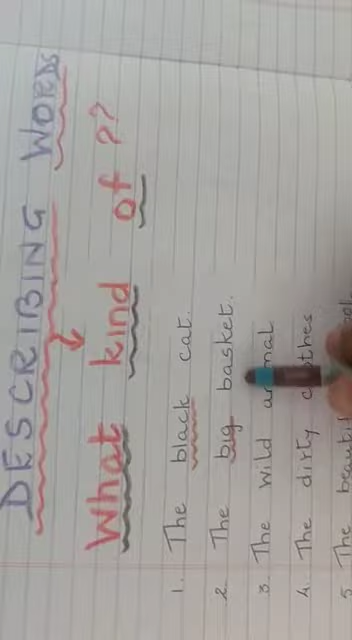 DESCRIBING WORDS
What kind of ??
1. The black cat.
2. The big basket.
3. The wild
4. The dirty
5. The